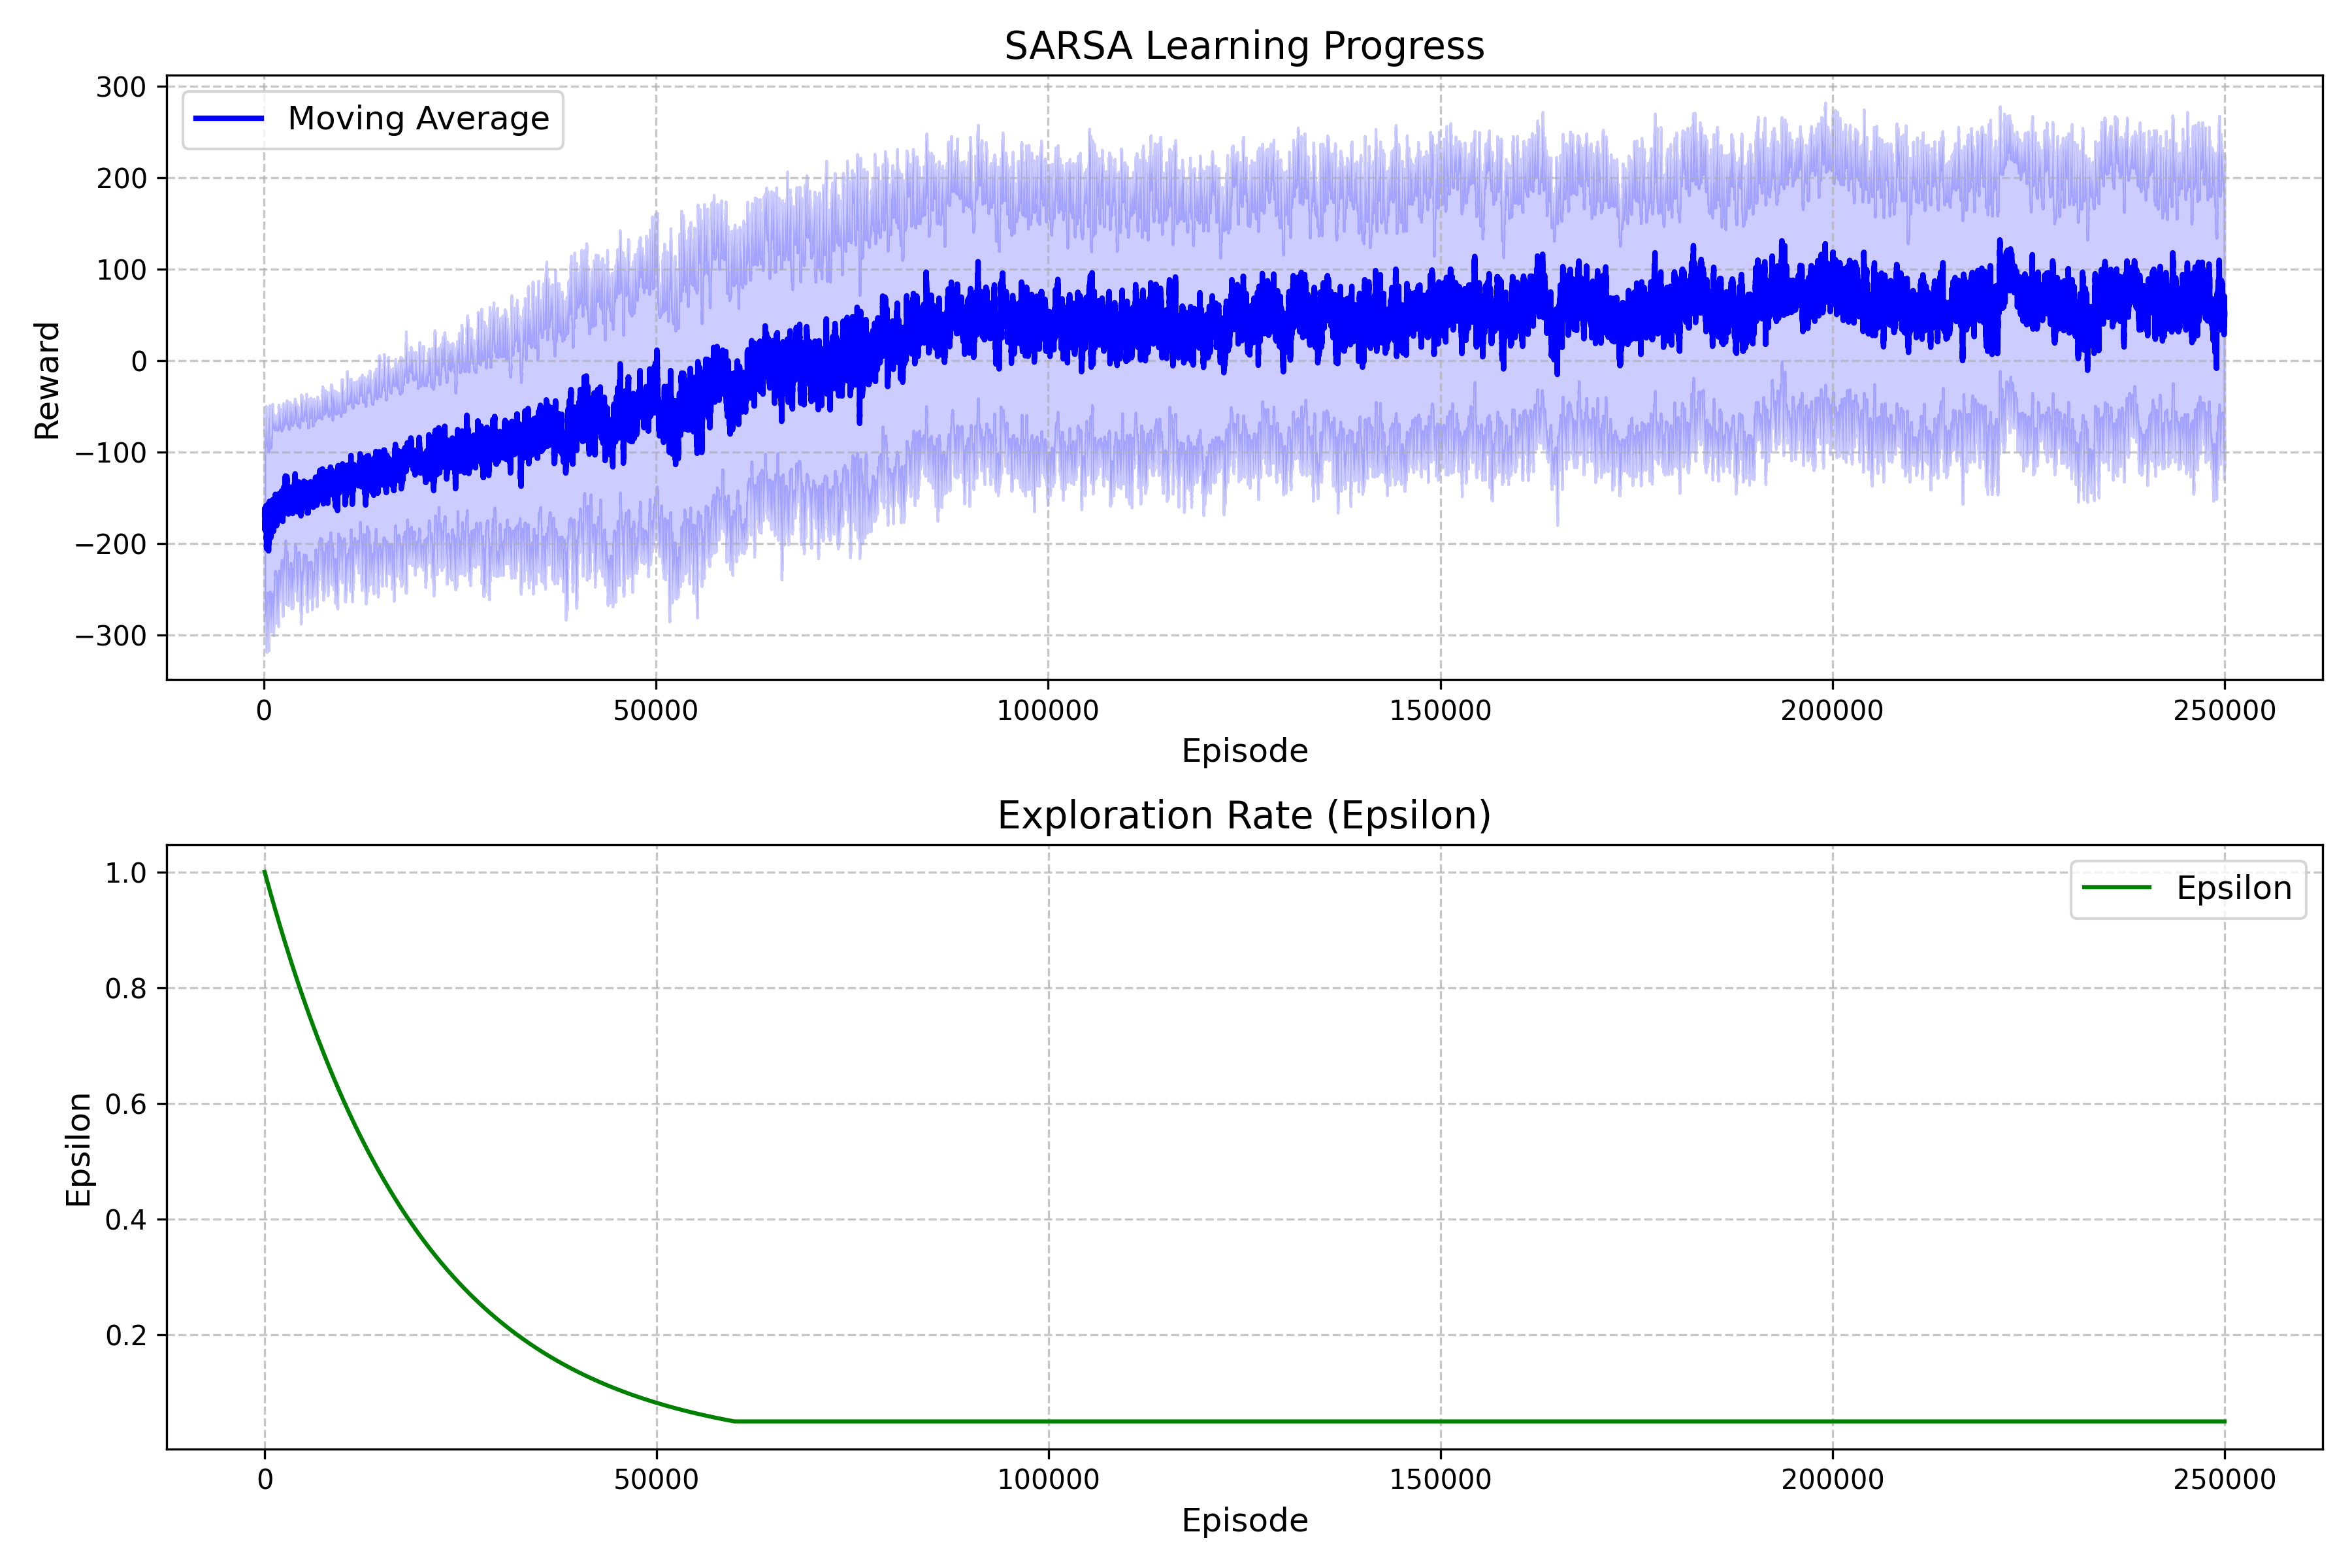 SARSA Learning Progress
Moving Average
300
200
100
0
−100
−200
−300
Reward
0 50000 100000 150000 200000 250000
Episode
Exploration Rate (Epsilon)
Epsilon
1.0
0.8
0.6
0.4
0.2
Epsilon
0 50000 100000 150000 200000 250000
Episode